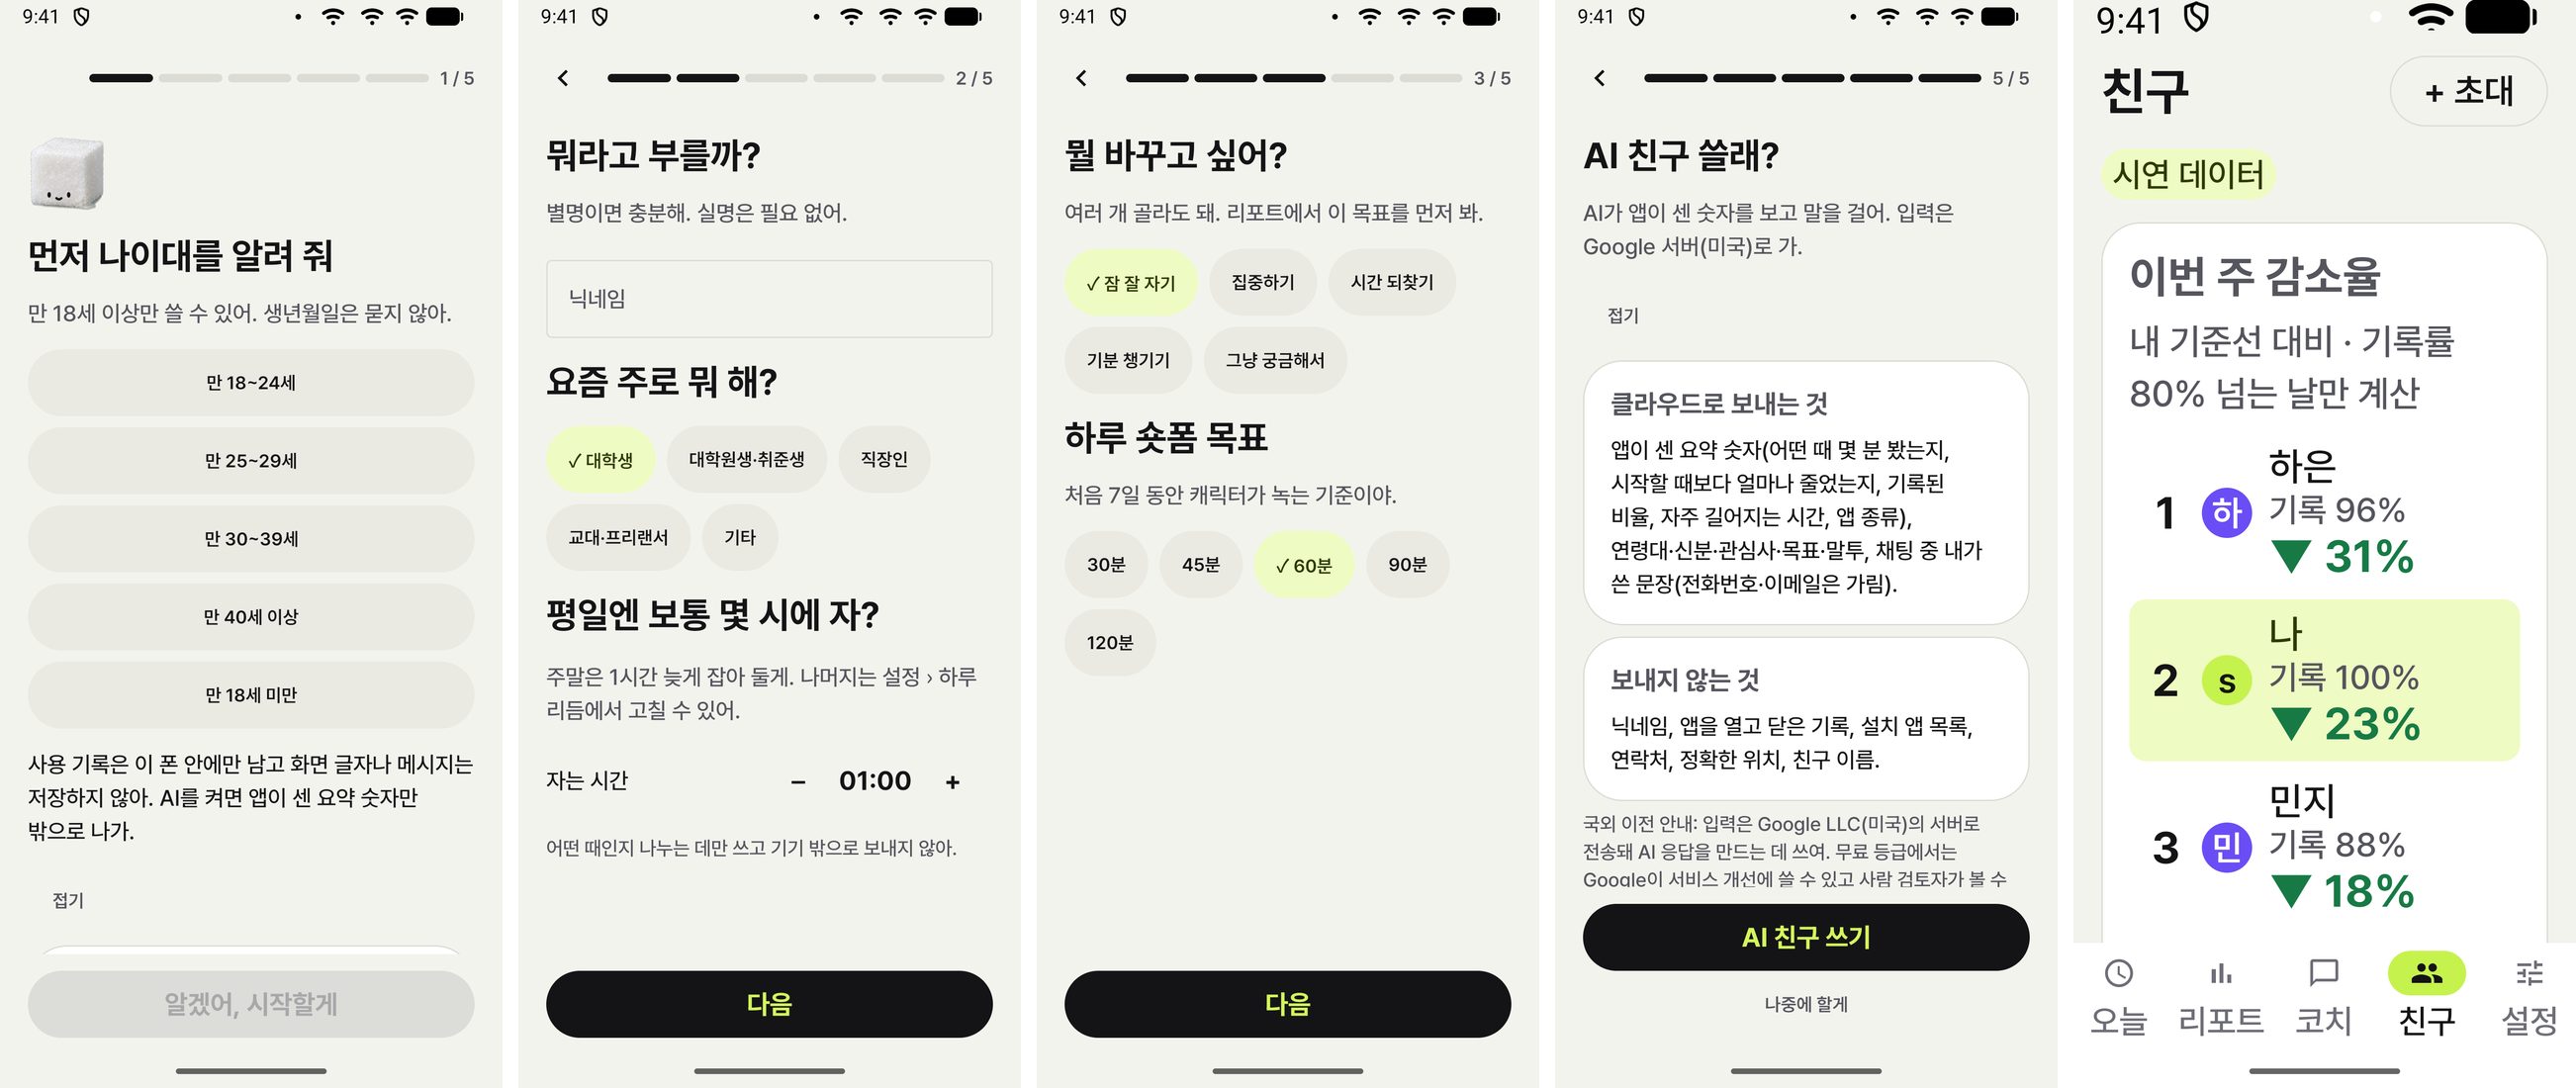 9:41
1 / 5
먼저 나이대를 알려 줘
만 18세 이상만 쓸 수 있어. 생년월일은 묻지 않아.
만 18~24세
만 25~29세
만 30~39세
만 40세 이상
만 18세 미만
사용 기록은 이 폰 안에만 남고 화면 글자나 메시지는
저장하지 않아. AI를 켜면 앱이 센 요약 숫자만
밖으로 나가.
접기
알겠어, 시작할게
9:41
2 / 5
뭐라고 부를까?
별명이면 충분해. 실명은 필요 없어.
닉네임
요즘 주로 뭐 해?
✓ 대학생
대학원생·취준생
직장인
교대·프리랜서
기타
평일엔 보통 몇 시에 자?
주말은 1시간 늦게 잡아 둘게. 나머지는 설정 › 하루
리듬에서 고칠 수 있어.
자는 시간
– 01:00 +
어떤 때인지 나누는 데만 쓰고 기기 밖으로 보내지 않아.
다음
9:41
3 / 5
뭘 바꾸고 싶어?
여러 개 골라도 돼. 리포트에서 이 목표를 먼저 봐.
✓ 잠 잘 자기
집중하기
시간 되찾기
기분 챙기기
그냥 궁금해서
하루 숏폼 목표
처음 7일 동안 캐릭터가 녹는 기준이야.
30분
45분
✓ 60분
90분
120분
다음
9:41
5 / 5
AI 친구 쓸래?
AI가 앱이 센 숫자를 보고 말을 걸어. 입력은
Google 서버(미국)로 가.
접기
클라우드로 보내는 것
앱이 센 요약 숫자(어떤 때 몇 분 봤는지,
시작할 때보다 얼마나 줄었는지, 기록된
비율, 자주 길어지는 시간, 앱 종류),
연령대·신분·관심사·목표·말투, 채팅 중 내가
쓴 문장(전화번호·이메일은 가림).
보내지 않는 것
닉네임, 앱을 열고 닫은 기록, 설치 앱 목록,
연락처, 정확한 위치, 친구 이름.
국외 이전 안내: 입력은 Google LLC(미국)의 서버로
전송돼 AI 응답을 만드는 데 쓰여. 무료 등급에서는
Google이 서비스 개선에 쓸 수 있고 사람 검토자가 볼 수
AI 친구 쓰기
나중에 할게
9:41
친구
+ 초대
시연 데이터
이번 주 감소율
내 기준선 대비 · 기록률
80% 넘는 날만 계산
1
하
하은
기록 96%
▼ 31%
2
s
나
기록 100%
▼ 23%
3
민
민지
기록 88%
▼ 18%
오늘
리포트
코치
친구
설정